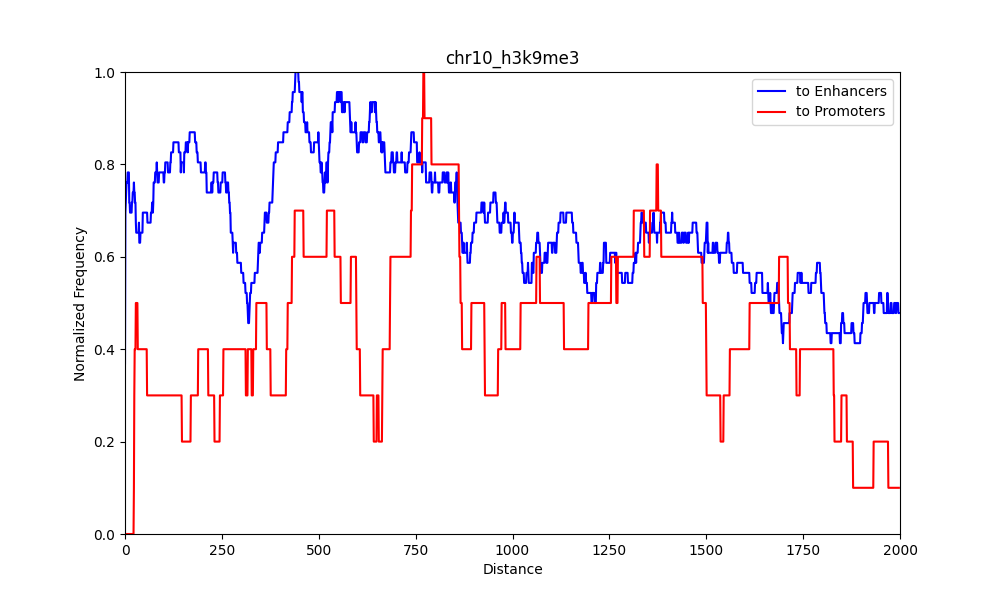 chr10_h3k9me3
to Enhancers
to Promoters
1.0
0.8
0.6
0.4
0.2
0.0
Normalized Frequency
0 250 500 750 1000 1250 1500 1750 2000
Distance